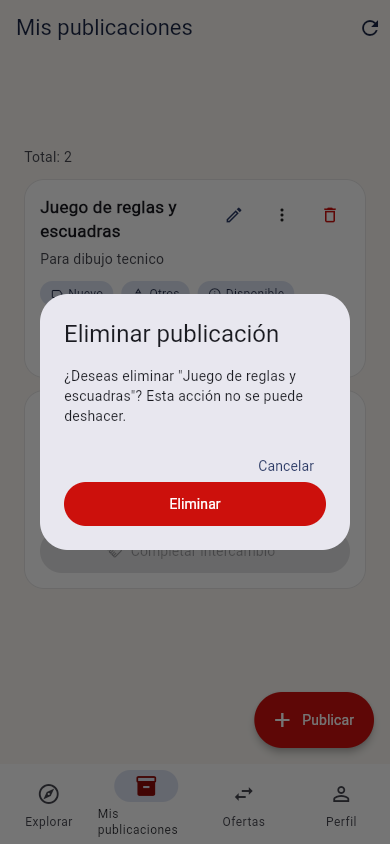 Mis publicaciones
Total: 2
Juego de reglas y
escuadras
Para dibujo tecnico
Nuevo
Otros
Disponible
Eliminar publicación
¿Deseas eliminar "Juego de reglas y
escuadras"? Esta acción no se puede
deshacer.
Cancelar
Eliminar
Completar intercambio
Publicar
Explorar
Mis
publicaciones
Ofertas
Perfil